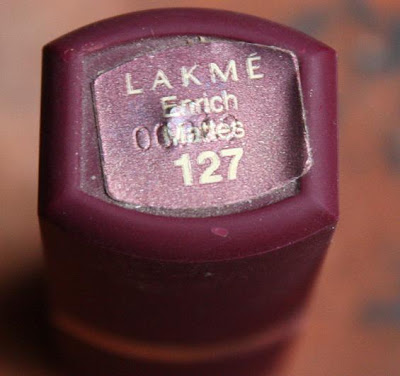 LAKMÉ
Enrich
Mattes
127